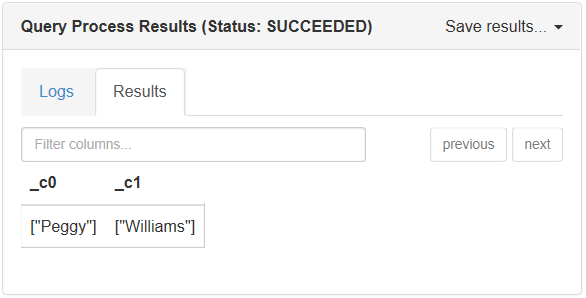 Query Process Results (Status: SUCCEEDED) Save results...
Logs Results
Filter columns... previous next
_c0 _c1
["Peggy"] ["Williams"]